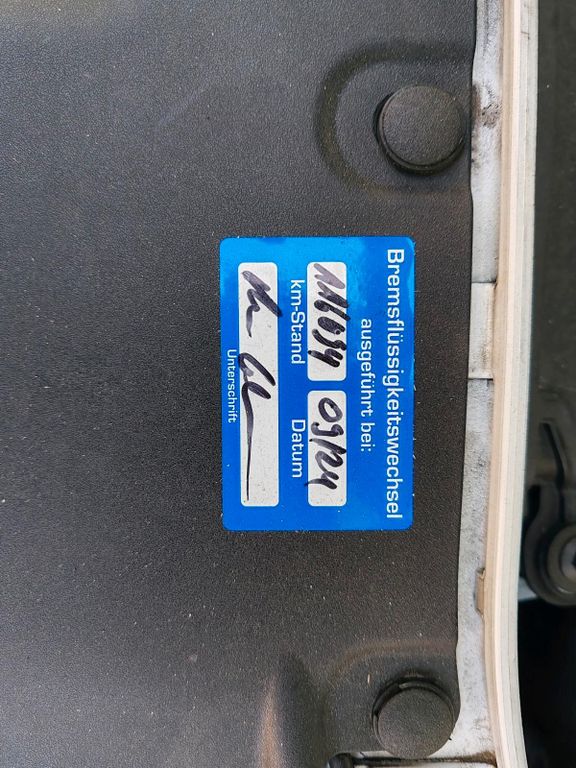 Bremsflüssigkeitswechsel
ausgeführt bei:
09/24
km-Stand Datum
Unterschrift